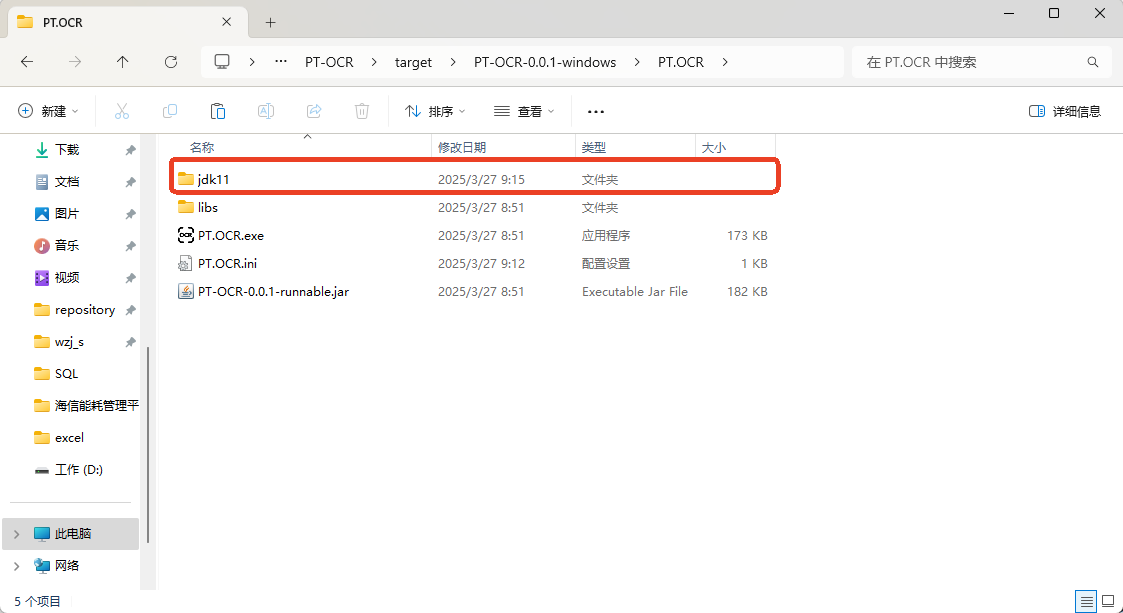 PT.OCR
PT-OCR target PT-OCR-0.0.1-windows PT.OCR 在 PT.OCR 中搜索
新建 排序 查看 详细信息
下载
文档
图片
音乐
视频
repository
wzj_s
SQL
海信能耗管理平
excel
工作 (D:)
此电脑
网络
名称 修改日期 类型 大小
jdk11 2025/3/27 9:15 文件夹
libs 2025/3/27 8:51 文件夹
PT.OCR.exe 2025/3/27 8:51 应用程序 173 KB
PT.OCR.ini 2025/3/27 9:12 配置设置 1 KB
PT-OCR-0.0.1-runnable.jar 2025/3/27 8:51 Executable Jar File 182 KB
5 个项目